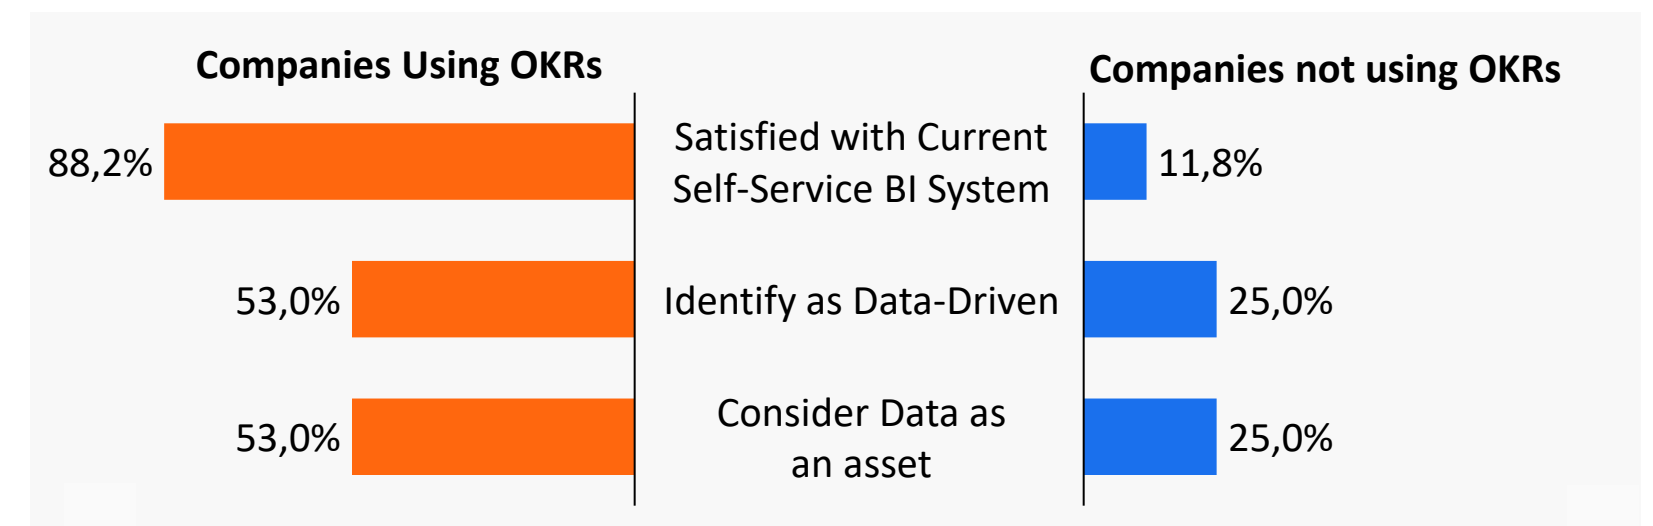 Companies Using OKRs
Companies not using OKRs
88,2%
Satisfied with Current
Self-Service BI System
11,8%
53,0%
Identify as Data-Driven
25,0%
53,0%
Consider Data as
an asset
25,0%